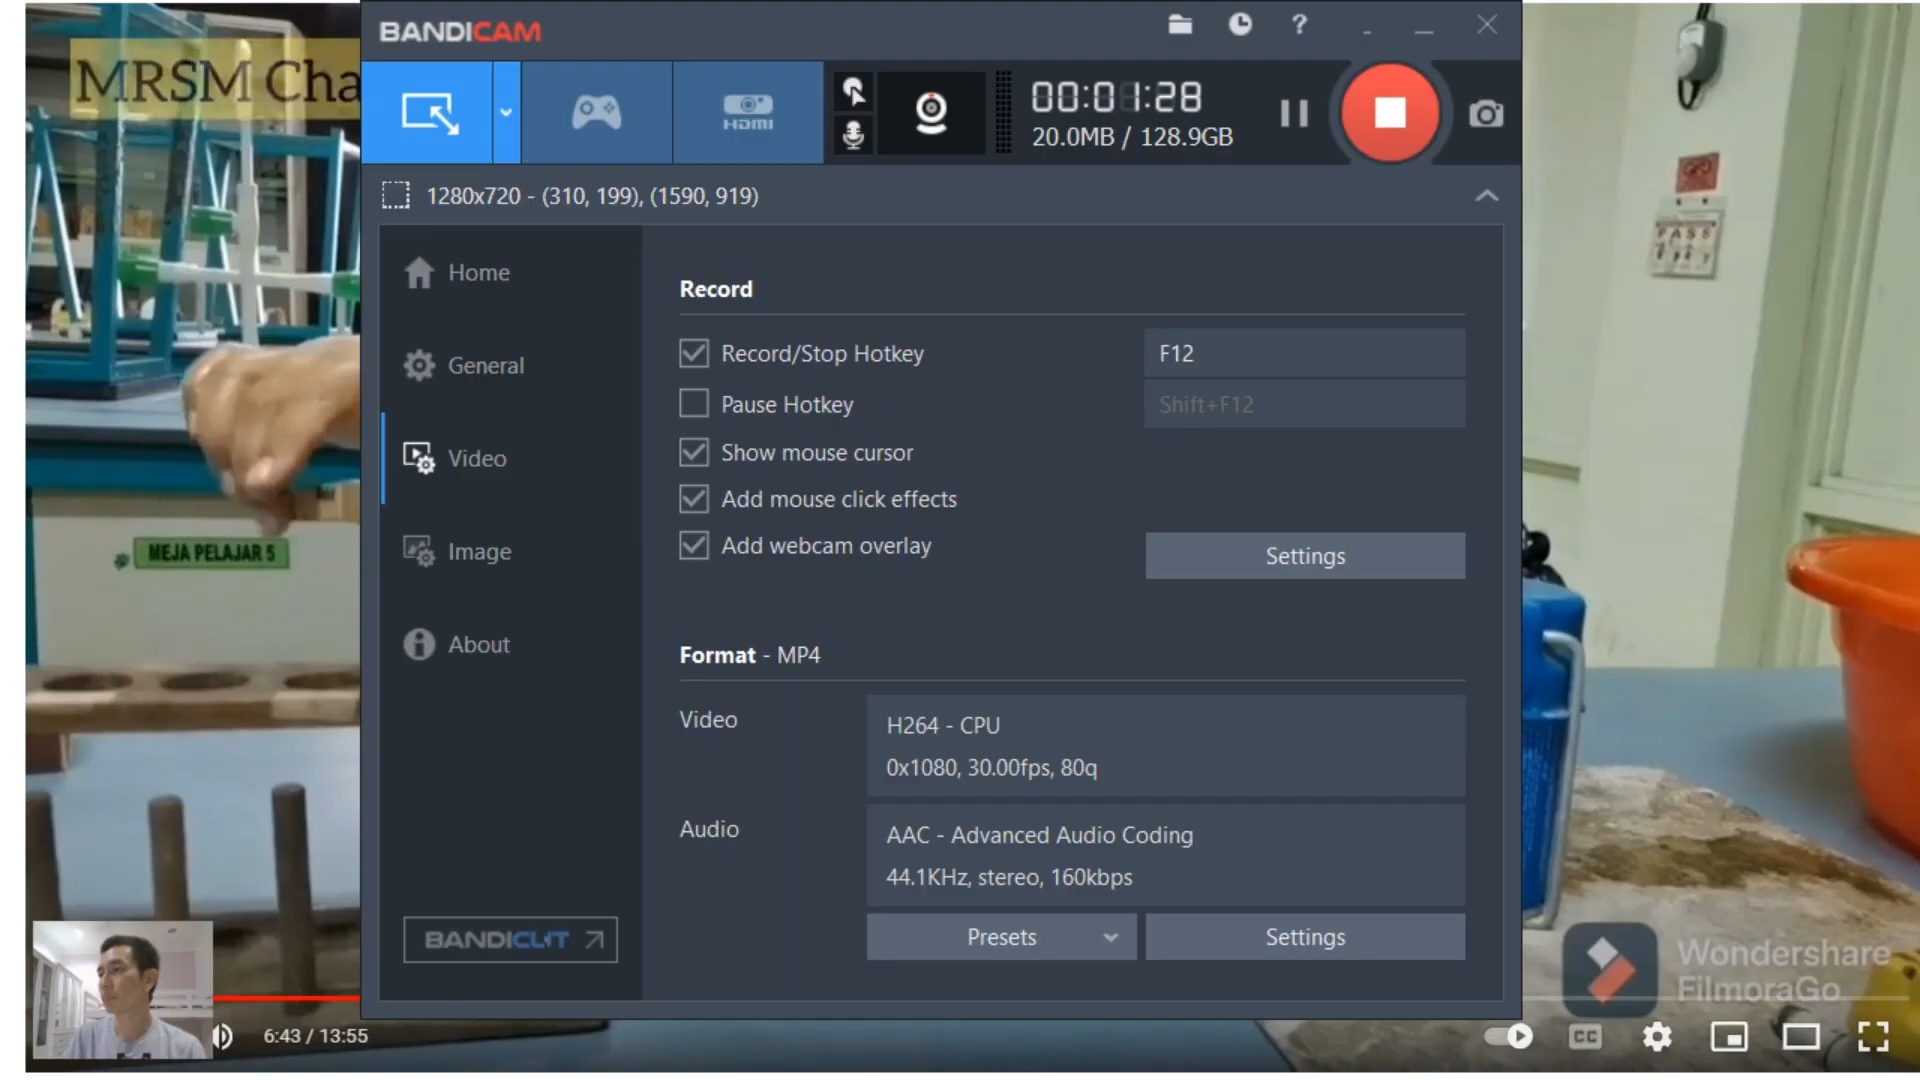 MRSM Cha
BANDICAM
?
HDMI
00:01:28
20.0MB / 128.9GB
1280x720 - (310, 199), (1590, 919)
Home
General
Video
Image
About
BANDICUT
Record
Record/Stop Hotkey
F12
Pause Hotkey
Shift+F12
Show mouse cursor
Add mouse click effects
Add webcam overlay
Settings
Format - MP4
Video
H264 - CPU
0x1080, 30.00fps, 80q
Audio
AAC - Advanced Audio Coding
44.1KHz, stereo, 160kbps
Presets
Settings
MEJA PELAJAR 5
PASS
Wondershare
FilmoraGo
6:43 / 13:55
CC